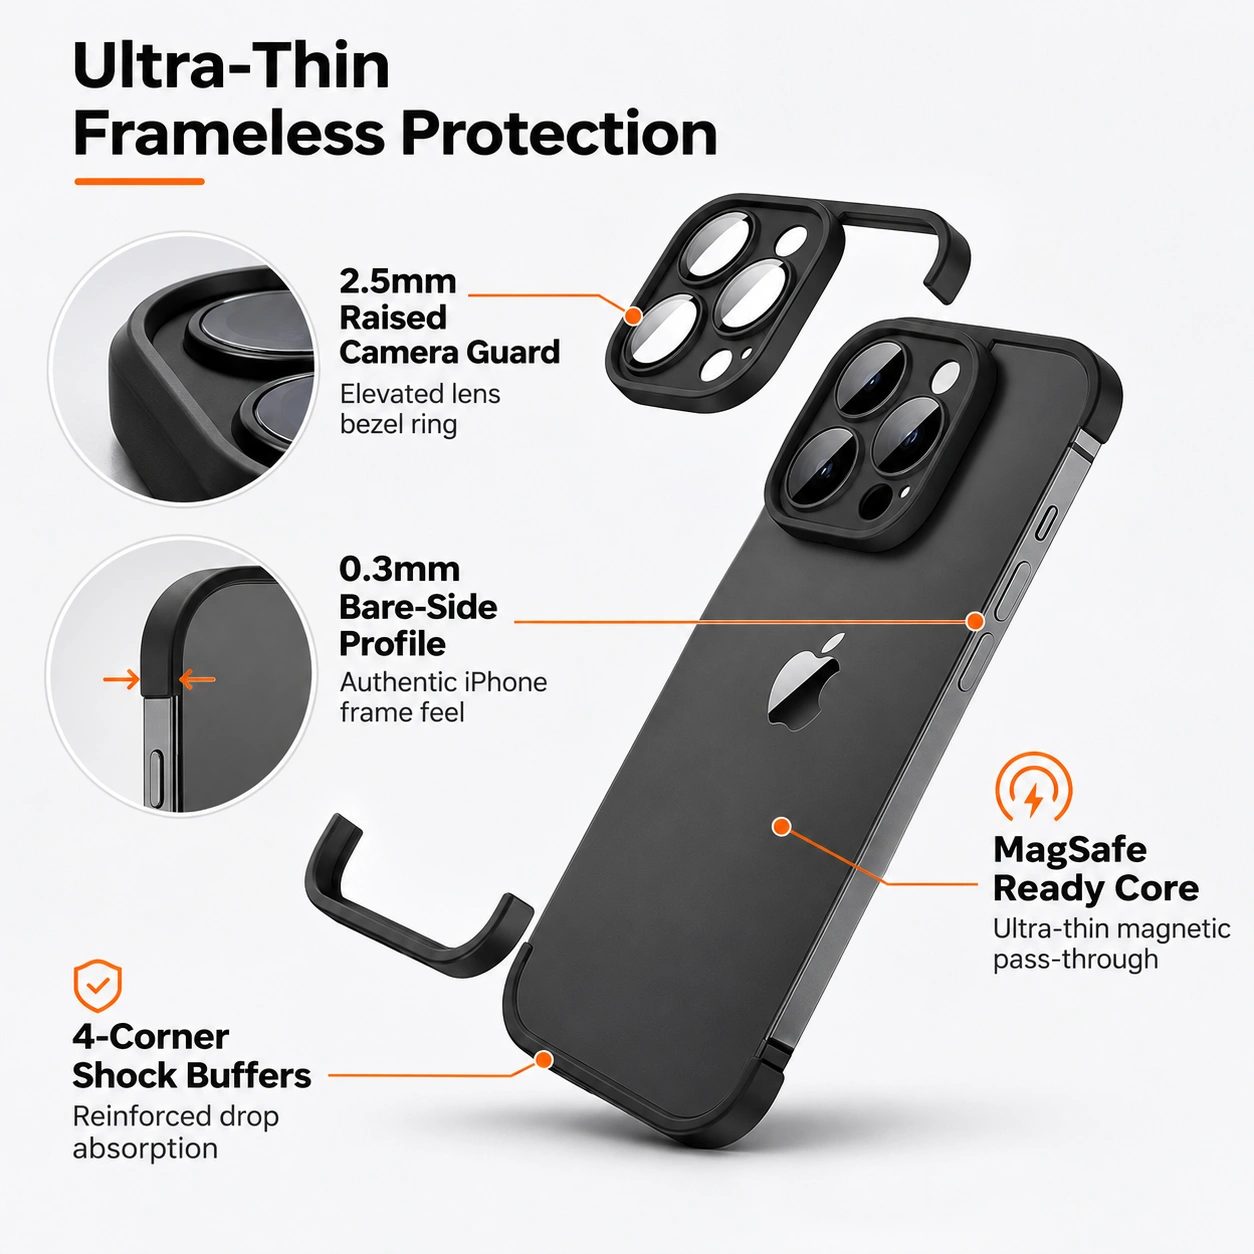 Ultra-Thin
Frameless Protection
2.5mm
Raised
Camera Guard
Elevated lens
bezel ring
0.3mm
Bare-Side
Profile
Authentic iPhone
frame feel
MagSafe
Ready Core
Ultra-thin magnetic
pass-through
4-Corner
Shock Buffers
Reinforced drop
absorption